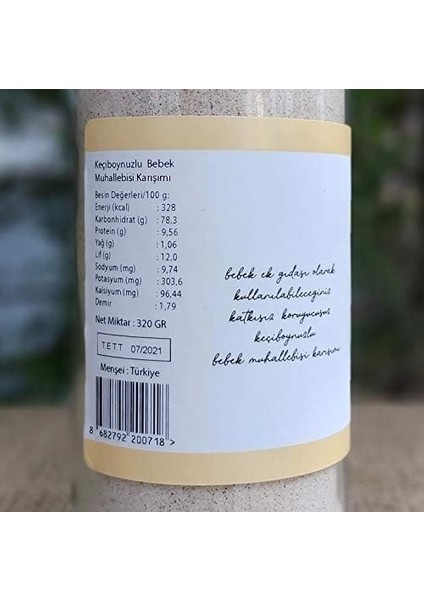 Keçiboynuzlu Bebek
Muhallebisi Karışımı
Besin Değerleri/100 g:
Enerji (kcal) : 328
Karbonhidrat (g) : 78,3
Protein (g) : 9,56
Yağ (g) : 1,06
Lif (g) : 12,0
Sodyum (mg) : 9,74
Potasyum (mg) : 303,6
Kalsiyum (mg) : 96,44
Demir : 1,79
Net Miktar : 320 GR
T.E.T.T 07/2021
Menşei : Türkiye
8 682792 200718 >
bebek ek gıdası olarak
kullanılabileceğiniz
katkısız koruyucusuz
keçiboynuzlu
bebek muhallebisi karışımı